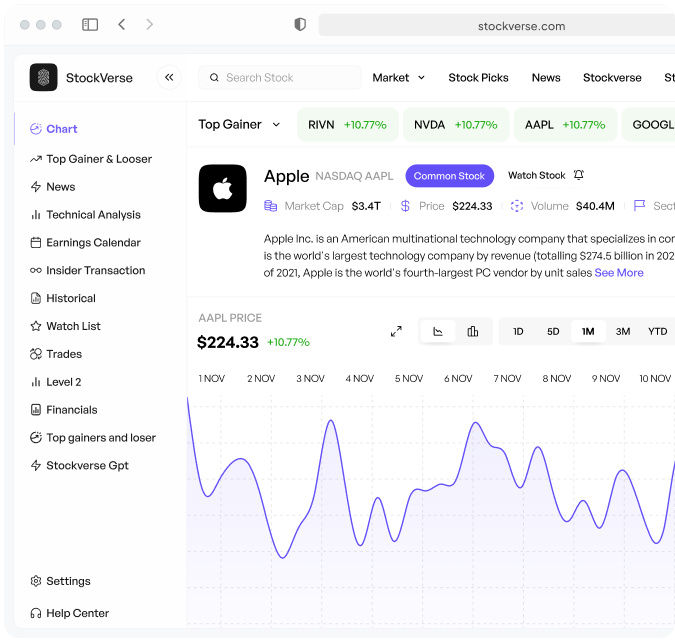 stockverse.com
StockVerse
Search Stock
Market
Stock Picks
News
Stockverse
St
Chart
Top Gainer & Looser
News
Technical Analysis
Earnings Calendar
Insider Transaction
Historical
Watch List
Trades
Level 2
Financials
Top gainers and loser
Stockverse Gpt
Settings
Help Center
Top Gainer
RIVN +10.77%
NVDA +10.77%
AAPL +10.77%
GOOGL
Apple NASDAQ AAPL
Common Stock
Watch Stock
Market Cap $3.4T
Price $224.33
Volume $40.4M
Sect
Apple Inc. is an American multinational technology company that specializes in con
is the world's largest technology company by revenue (totalling $274.5 billion in 202
of 2021, Apple is the world's fourth-largest PC vendor by unit sales See More
AAPL PRICE
$224.33 +10.77%
1D 5D 1M 3M YTD
1 NOV 2 NOV 3 NOV 4 NOV 5 NOV 6 NOV 7 NOV 8 NOV 9 NOV 10 NOV